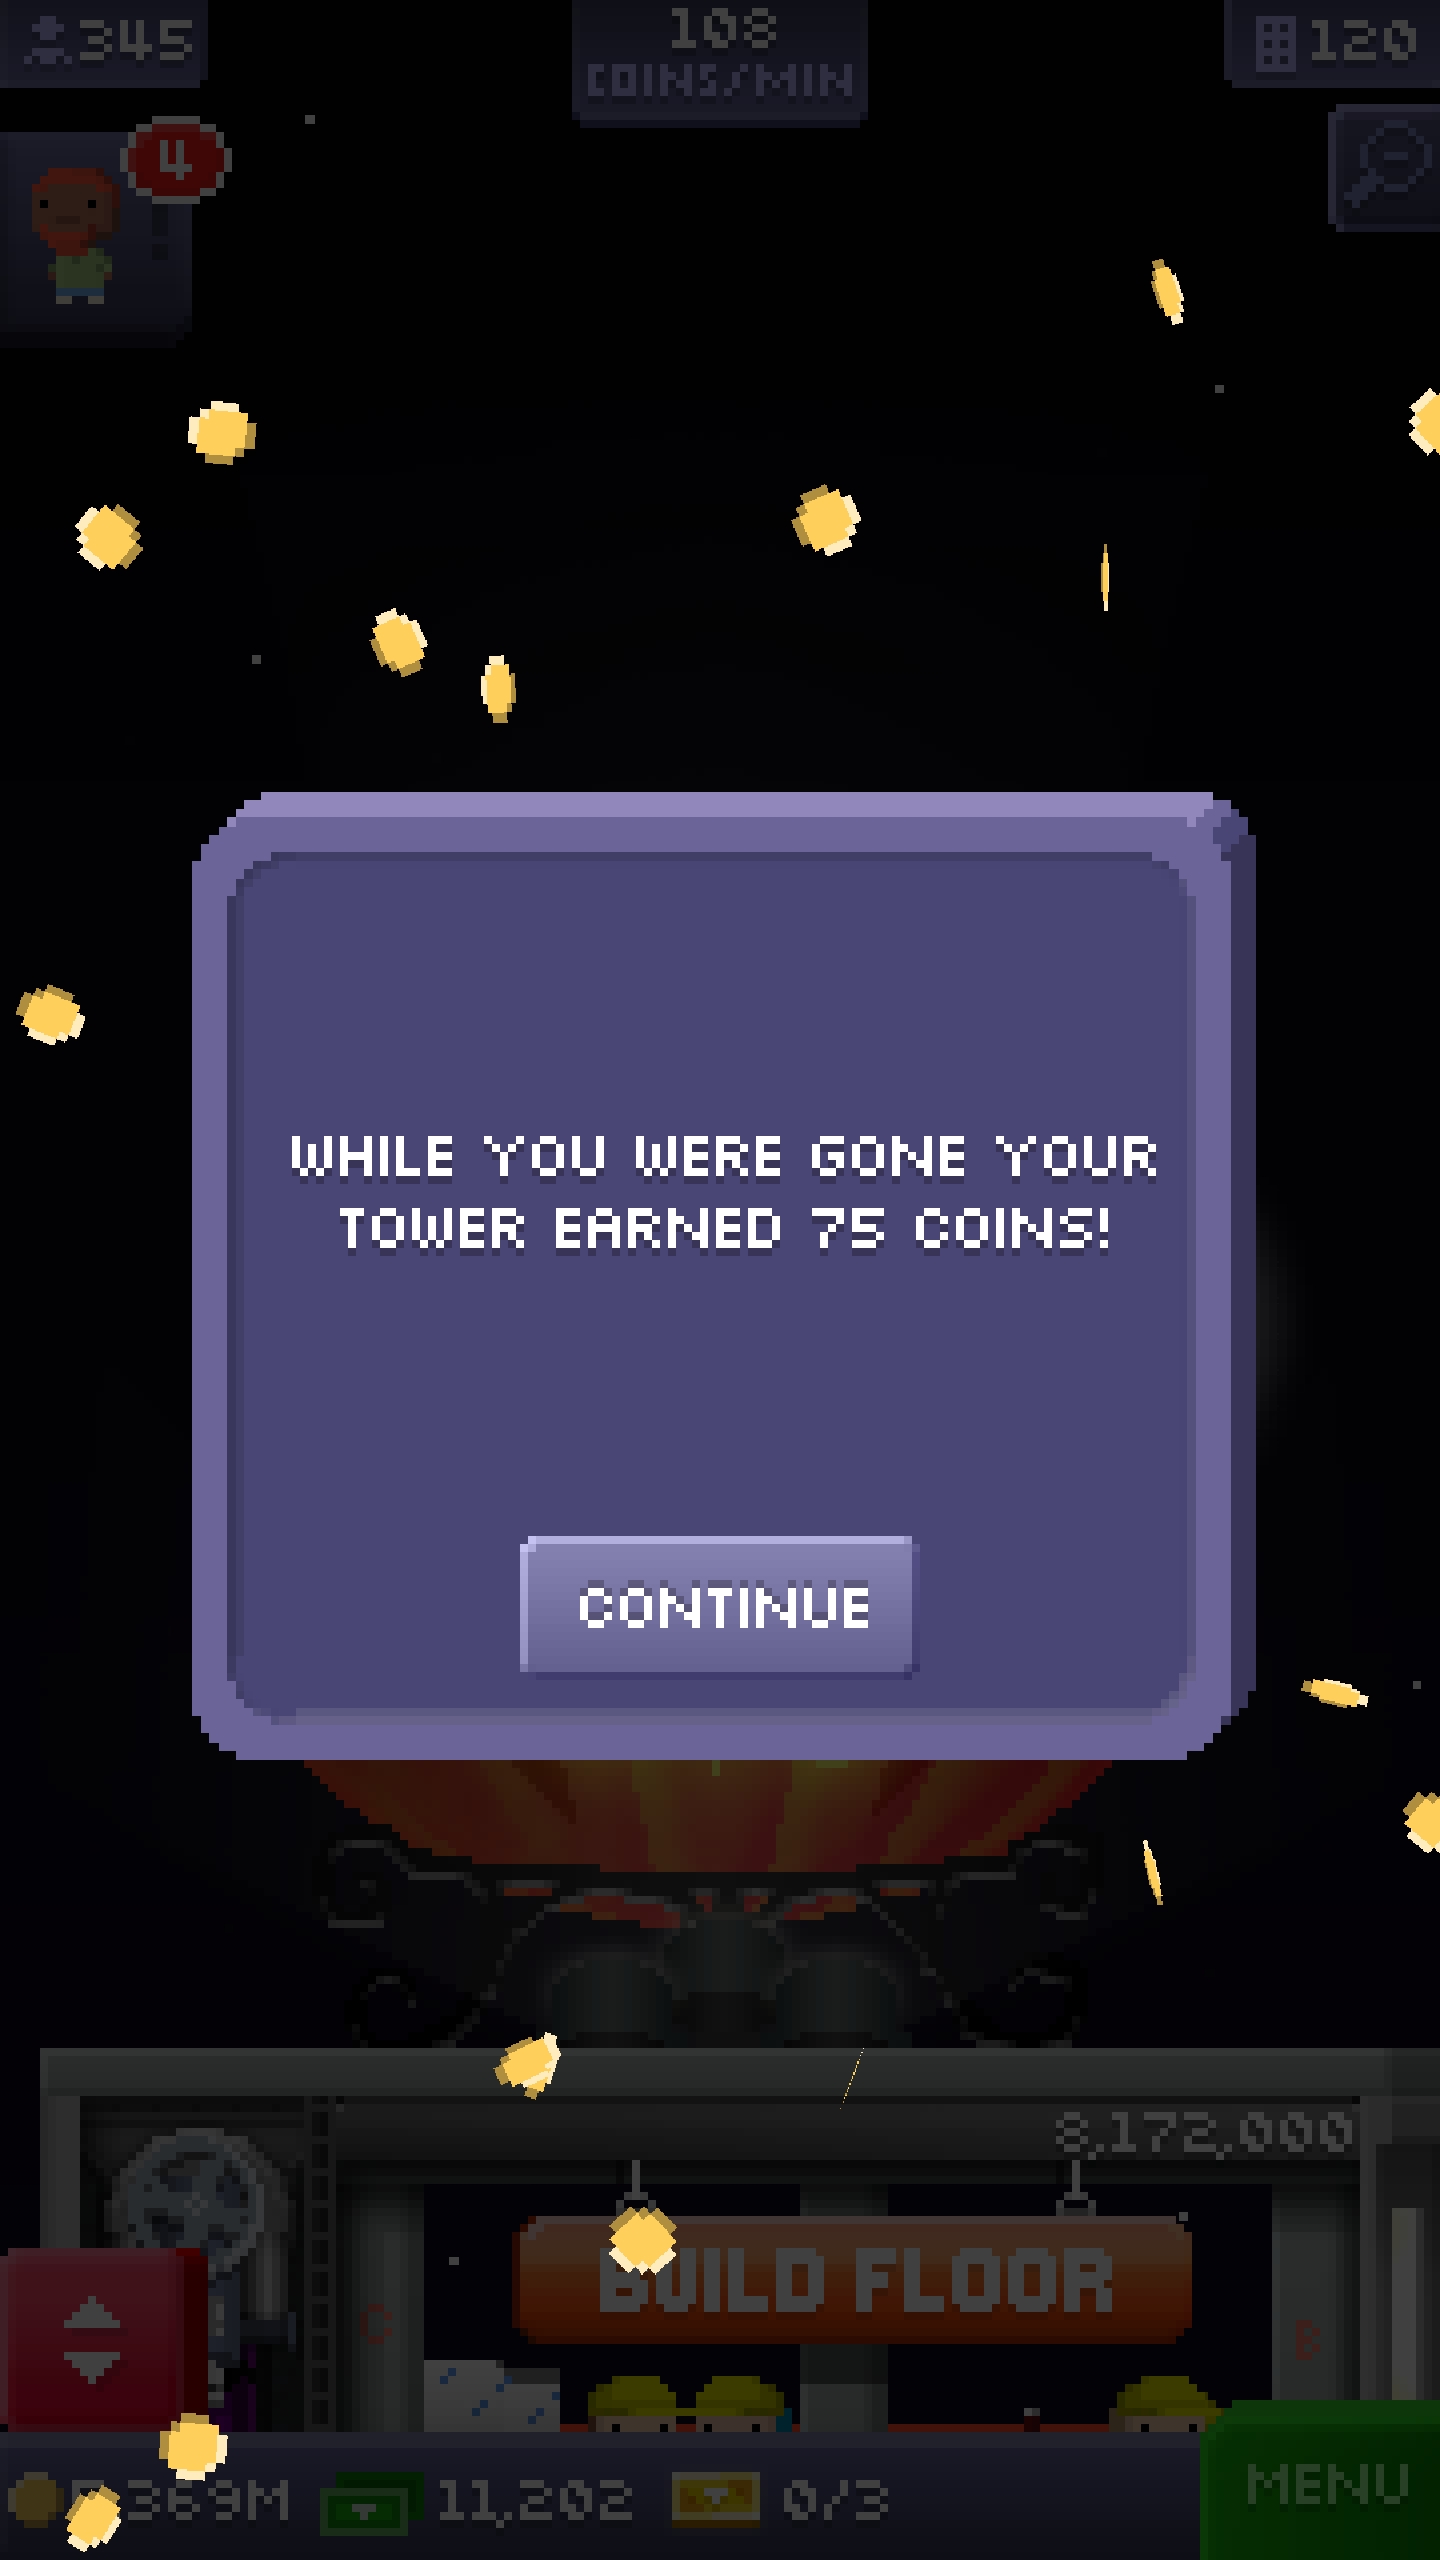 345
108
COINS/MIN
120
4
WHILE YOU WERE GONE YOUR
TOWER EARNED 75 COINS!
CONTINUE
8,172,000
BUILD FLOOR
C
B
11,202
0/3
MENU